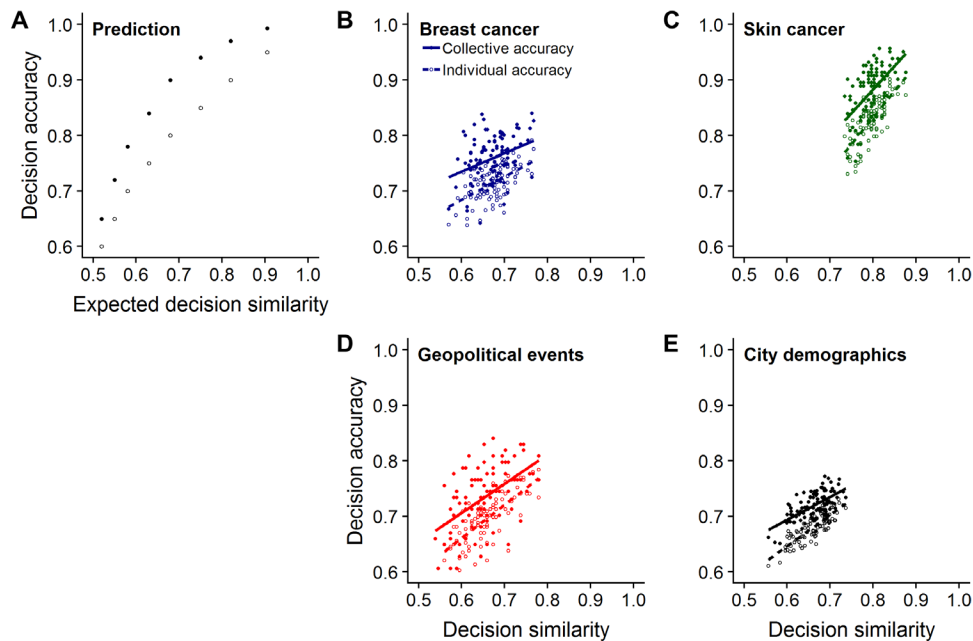 A
Prediction
1.0
0.9
0.8
0.7
0.6
Decision accuracy
0.5 0.6 0.7 0.8 0.9 1.0
Expected decision similarity
B
Breast cancer
Collective accuracy
Individual accuracy
1.0
0.9
0.8
0.7
0.6
0.5 0.6 0.7 0.8 0.9 1.0
C
Skin cancer
1.0
0.9
0.8
0.7
0.6
0.5 0.6 0.7 0.8 0.9 1.0
D
Geopolitical events
1.0
0.9
0.8
0.7
0.6
0.5 0.6 0.7 0.8 0.9 1.0
Decision similarity
E
City demographics
1.0
0.9
0.8
0.7
0.6
Decision accuracy
0.5 0.6 0.7 0.8 0.9 1.0
Decision similarity